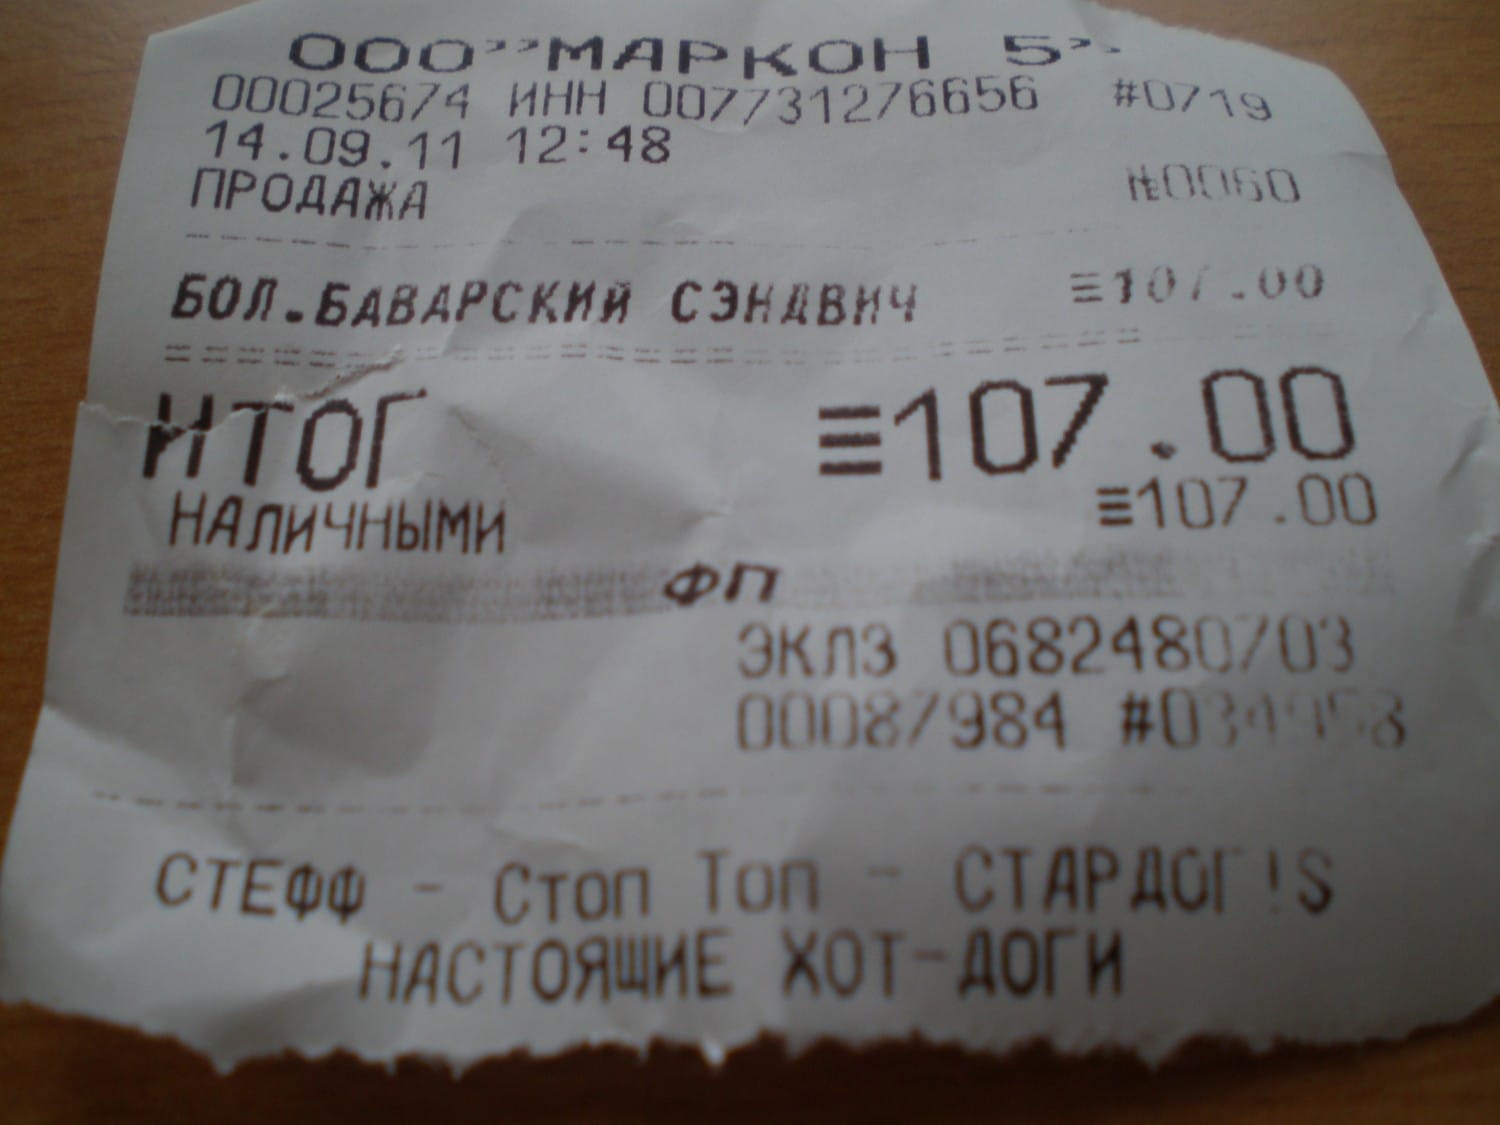 ООО"МАРКОН 5"
00025674 ИНН 007731276656 #0719
14.09.11 12:48
ПРОДАЖА №0060
БОЛ.БАВАРСКИЙ СЭНДВИЧ ≡107.00
ИТОГ ≡107.00
НАЛИЧНЫМИ ≡107.00
ФП
ЭКЛЗ 0682480703
00087984
СТЕФФ - Стоп Топ - СТАРДОГ!S
НАСТОЯЩИЕ ХОТ-ДОГИ